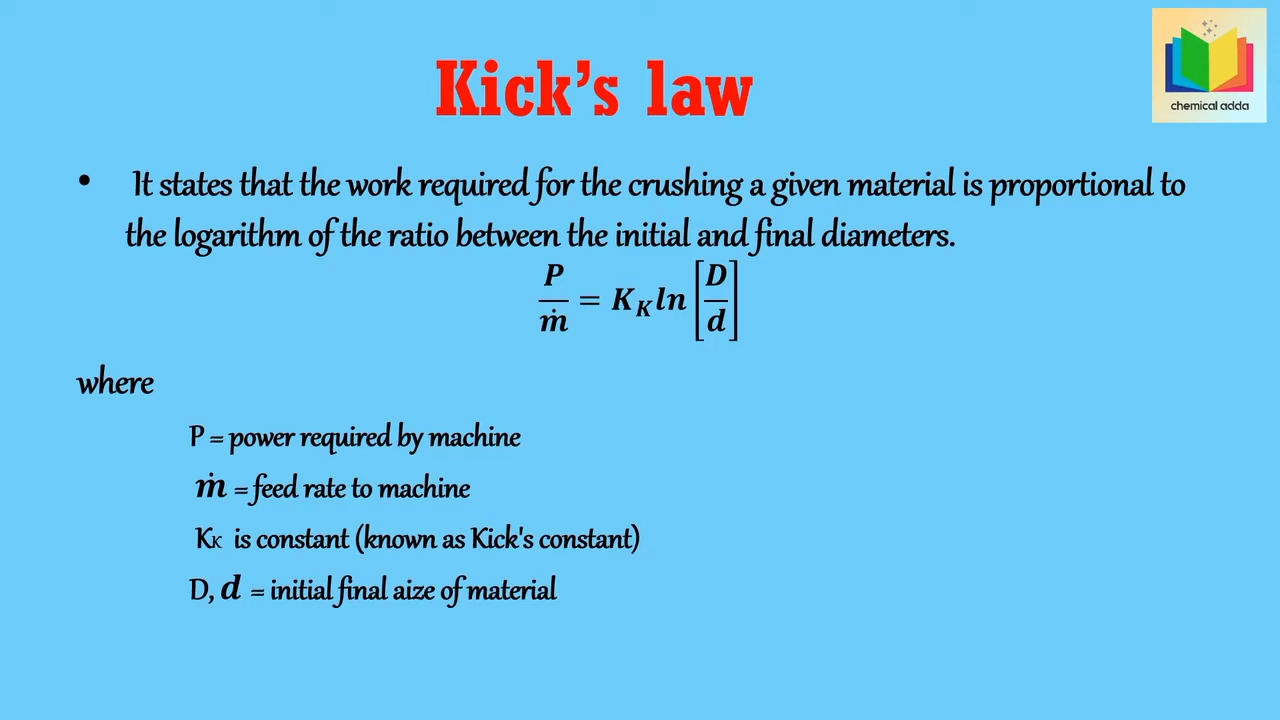 Kick's law
chemical adda
• It states that the work required for the crushing a given material is proportional to
the logarithm of the ratio between the initial and final diameters.
P/ṁ = K_K ln [D/d]
where
P = power required by machine
ṁ = feed rate to machine
KK is constant (known as Kick's constant)
D, d = initial final aize of material